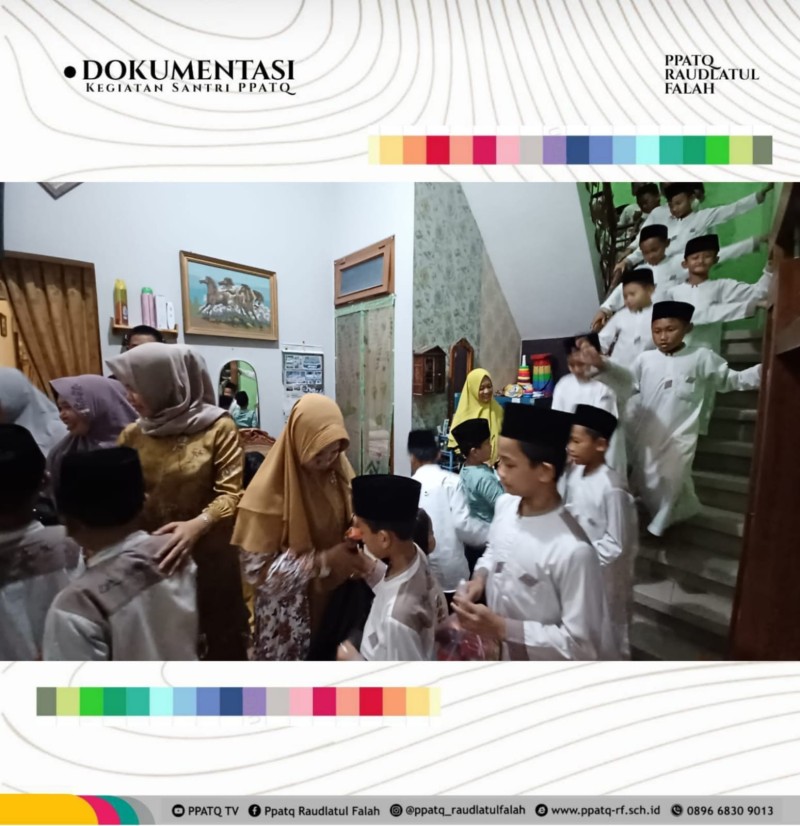 • DOKUMENTASI
KEGIATAN SANTRI PPATQ
PPATQ
RAUDLATUL
FALAH
PPATQ TV Ppatq Raudlatul Falah @ppatq_raudlatulfalah www.ppatq-rf.sch.id 0896 6830 9013